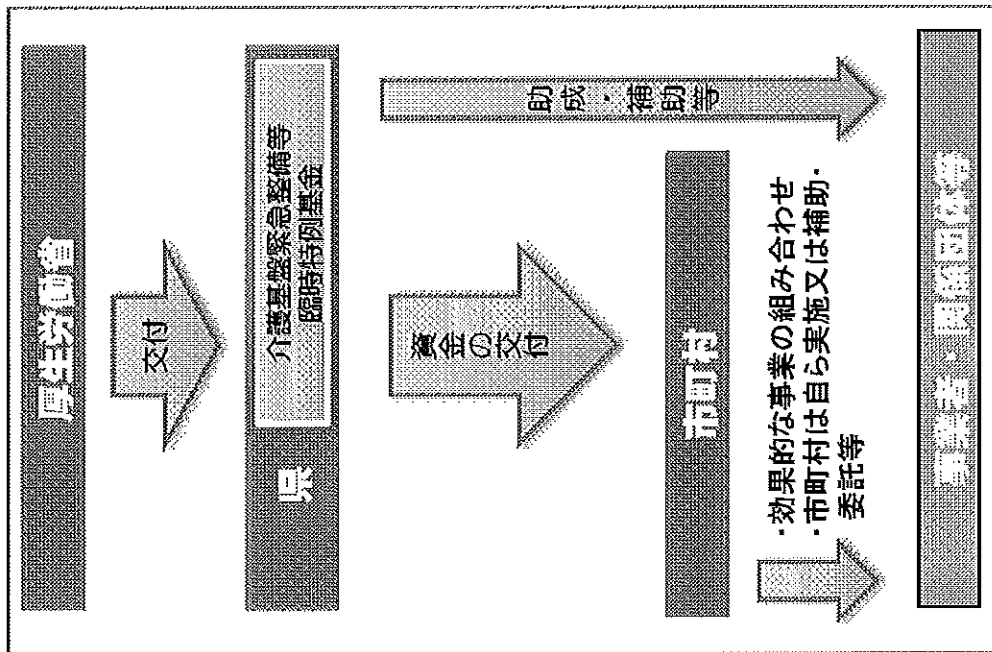 厚生労働省
交付
県
介護基盤緊急整備等
臨時特例基金
資金の交付
助成・補助等
市町村
・効果的な事業の組み合わせ
・市町村は自ら実施又は補助・
委託等
事業者・関係団体等